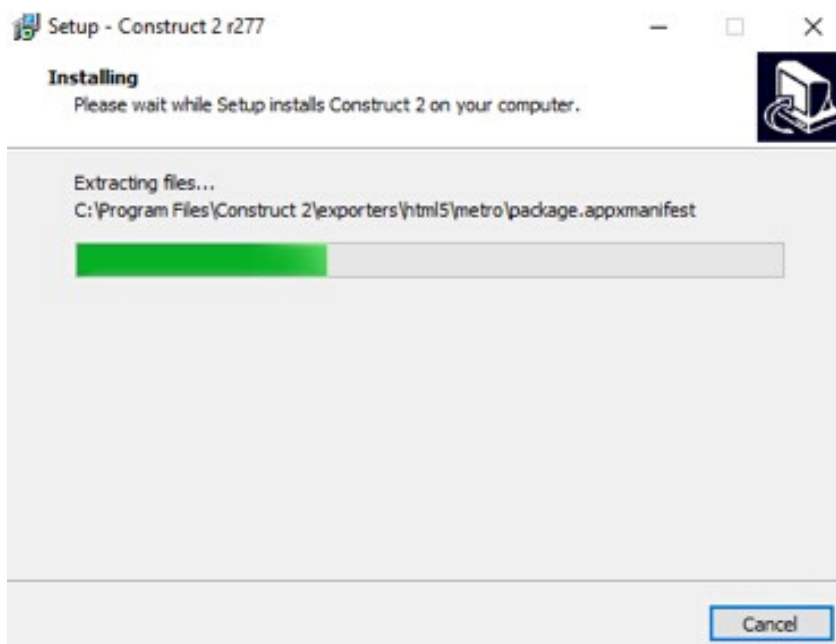 Setup - Construct 2 r277
Installing
Please wait while Setup installs Construct 2 on your computer.
Extracting files...
C:\Program Files\Construct 2\exporters\html5\metro\package.appxmanifest
Cancel